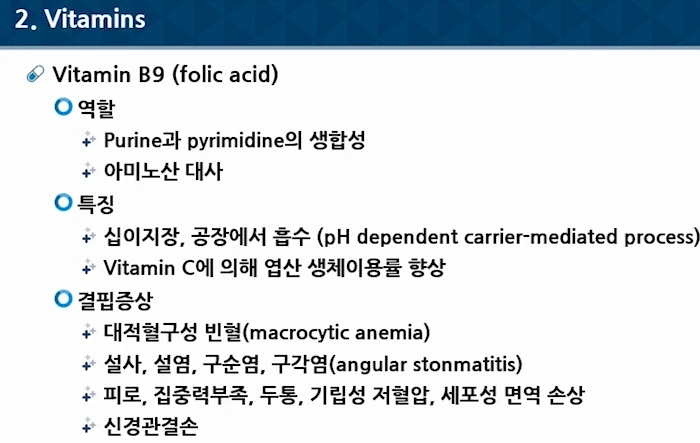 2. Vitamins
Vitamin B9 (folic acid)
역할
Purine과 pyrimidine의 생합성
아미노산 대사
특징
십이지장, 공장에서 흡수 (pH dependent carrier-mediated process)
Vitamin C에 의해 엽산 생체이용률 향상
결핍증상
대적혈구성 빈혈(macrocytic anemia)
설사, 설염, 구순염, 구각염(angular stonmatitis)
피로, 집중력부족, 두통, 기립성 저혈압, 세포성 면역 손상
신경관결손